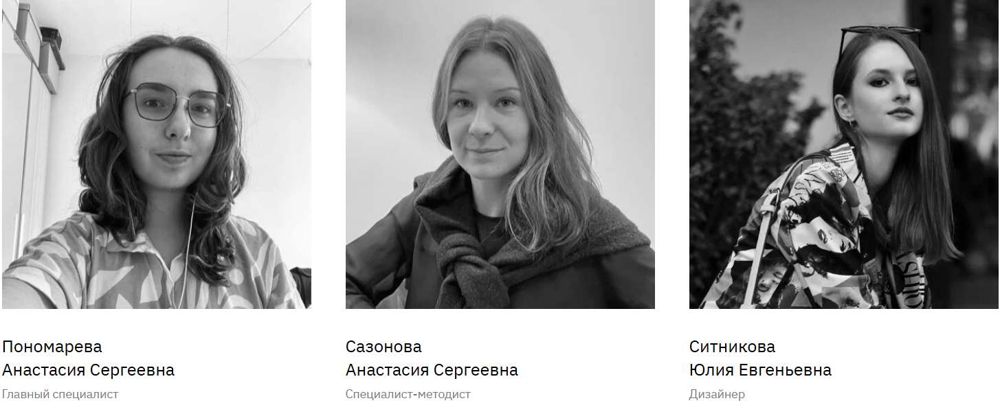 Пономарева
Анастасия Сергеевна
Главный специалист
Сазонова
Анастасия Сергеевна
Специалист-методист
Ситникова
Юлия Евгеньевна
Дизайнер